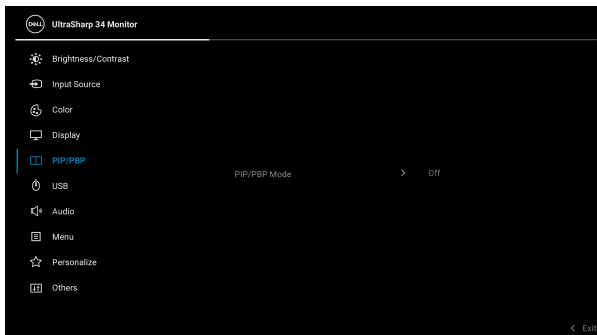 DELL UltraSharp 34 Monitor
Brightness/Contrast
Input Source
Color
Display
PIP/PBP
USB
Audio
Menu
Personalize
Others
PIP/PBP Mode > Off
< Exit